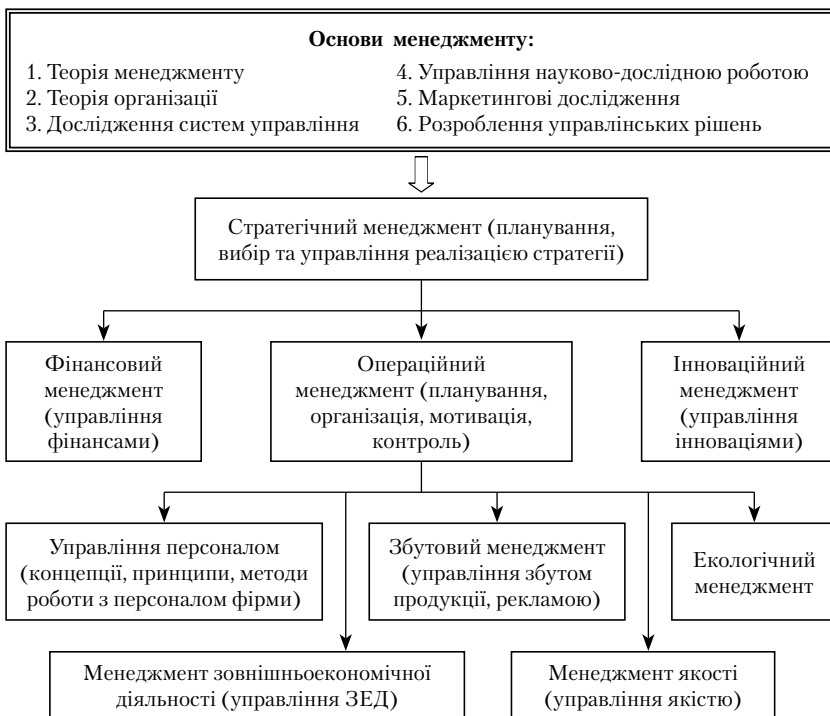 Основи менеджменту:
1. Теорія менеджменту
2. Теорія організації
3. Дослідження систем управління
4. Управління науково-дослідною роботою
5. Маркетингові дослідження
6. Розроблення управлінських рішень
Стратегічний менеджмент (планування,
вибір та управління реалізацією стратегії)
Фінансовий
менеджмент
(управління
фінансами)
Операційний
менеджмент (планування,
організація, мотивація,
контроль)
Інноваційний
менеджмент
(управління
інноваціями)
Управління персоналом
(концепції, принципи, методи
роботи з персоналом фірми)
Збутовий менеджмент
(управління збутом
продукції, рекламою)
Екологічний
менеджмент
Менеджмент зовнішньоекономічної
діяльності (управління ЗЕД)
Менеджмент якості
(управління якістю)